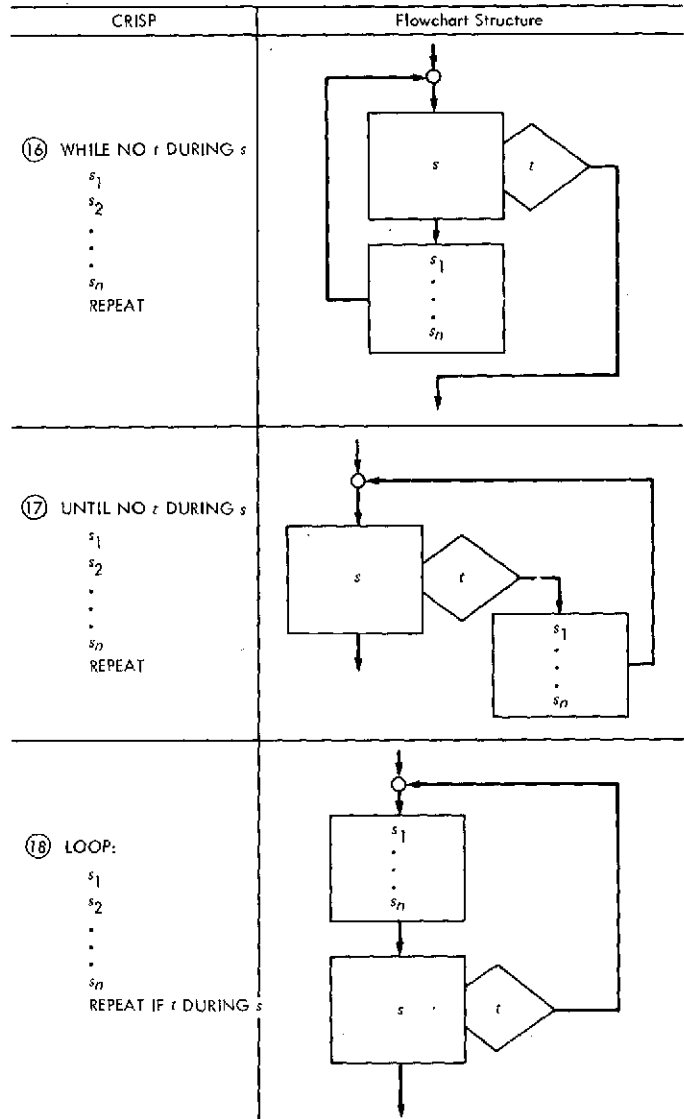 CRISP
Flowchart Structure
⑯ WHILE NO t DURING s
s1
s2
.
.
.
sn
REPEAT
s
t
s1
.
.
.
sn
⑰ UNTIL NO t DURING s
s1
s2
.
.
.
sn
REPEAT
s
t
s1
.
.
.
sn
⑱ LOOP:
s1
s2
.
.
.
sn
REPEAT IF t DURING s
s1
.
.
.
sn
s
t